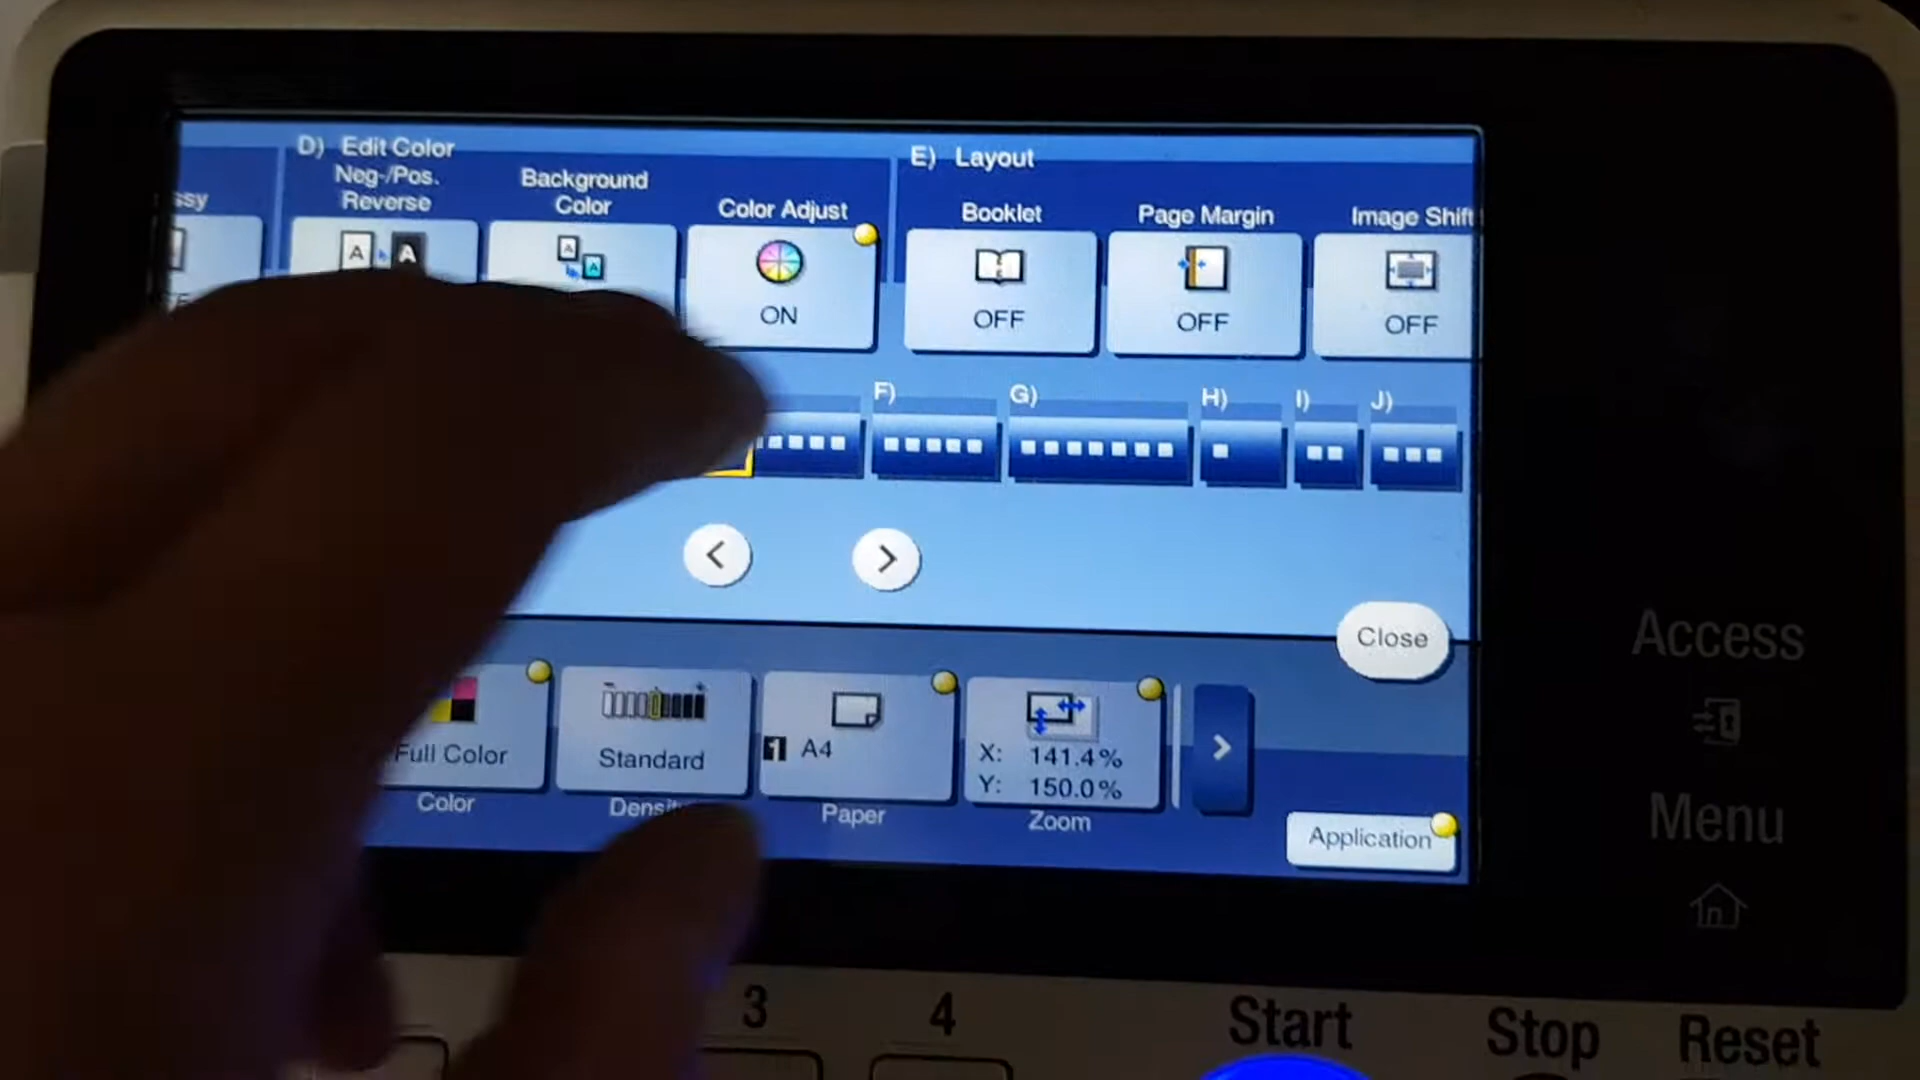 D) Edit Color
E) Layout
ssy
Neg-/Pos.
Reverse
Background
Color
Color Adjust
Booklet
Page Margin
Image Shift
A A
A
A
ON
OFF
OFF
OFF
F)
G)
H)
I)
J)
Close
Full Color
Standard
1 A4
X: 141.4%
Y: 150.0%
Color
Paper
Zoom
Application
Access
Menu
3
4
Start
Stop
Reset